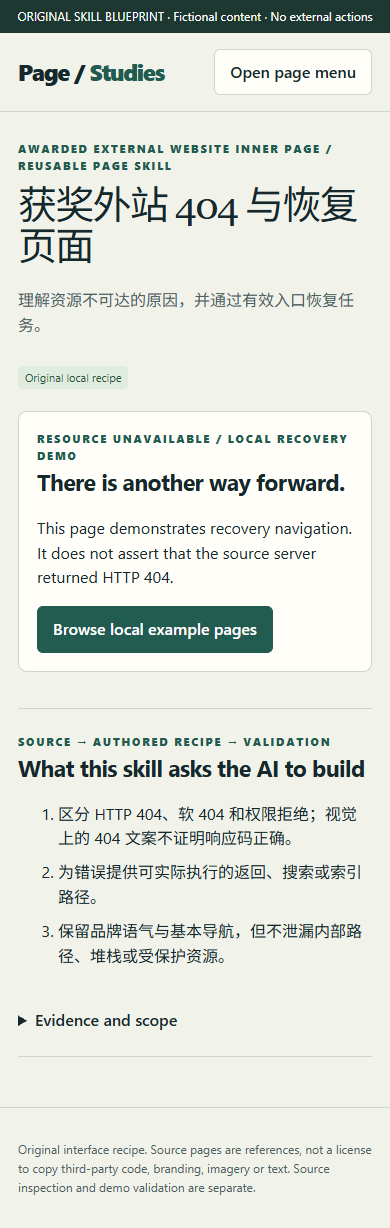 ORIGINAL SKILL BLUEPRINT · Fictional content · No external actions
Page / Studies
Open page menu
AWARDED EXTERNAL WEBSITE INNER PAGE /
REUSABLE PAGE SKILL
获奖外站 404 与恢复
页面
理解资源不可达的原因，并通过有效入口恢复任
务。
Original local recipe
RESOURCE UNAVAILABLE / LOCAL RECOVERY
DEMO
There is another way forward.
This page demonstrates recovery navigation.
It does not assert that the source server
returned HTTP 404.
Browse local example pages
SOURCE → AUTHORED RECIPE → VALIDATION
What this skill asks the AI to build
1. 区分 HTTP 404、软 404 和权限拒绝；视觉
上的 404 文案不证明响应码正确。
2. 为错误提供可实际执行的返回、搜索或索引
路径。
3. 保留品牌语气与基本导航，但不泄漏内部路
径、堆栈或受保护资源。
Evidence and scope
Original interface recipe. Source pages are references, not a license
to copy third-party code, branding, imagery or text. Source
inspection and demo validation are separate.